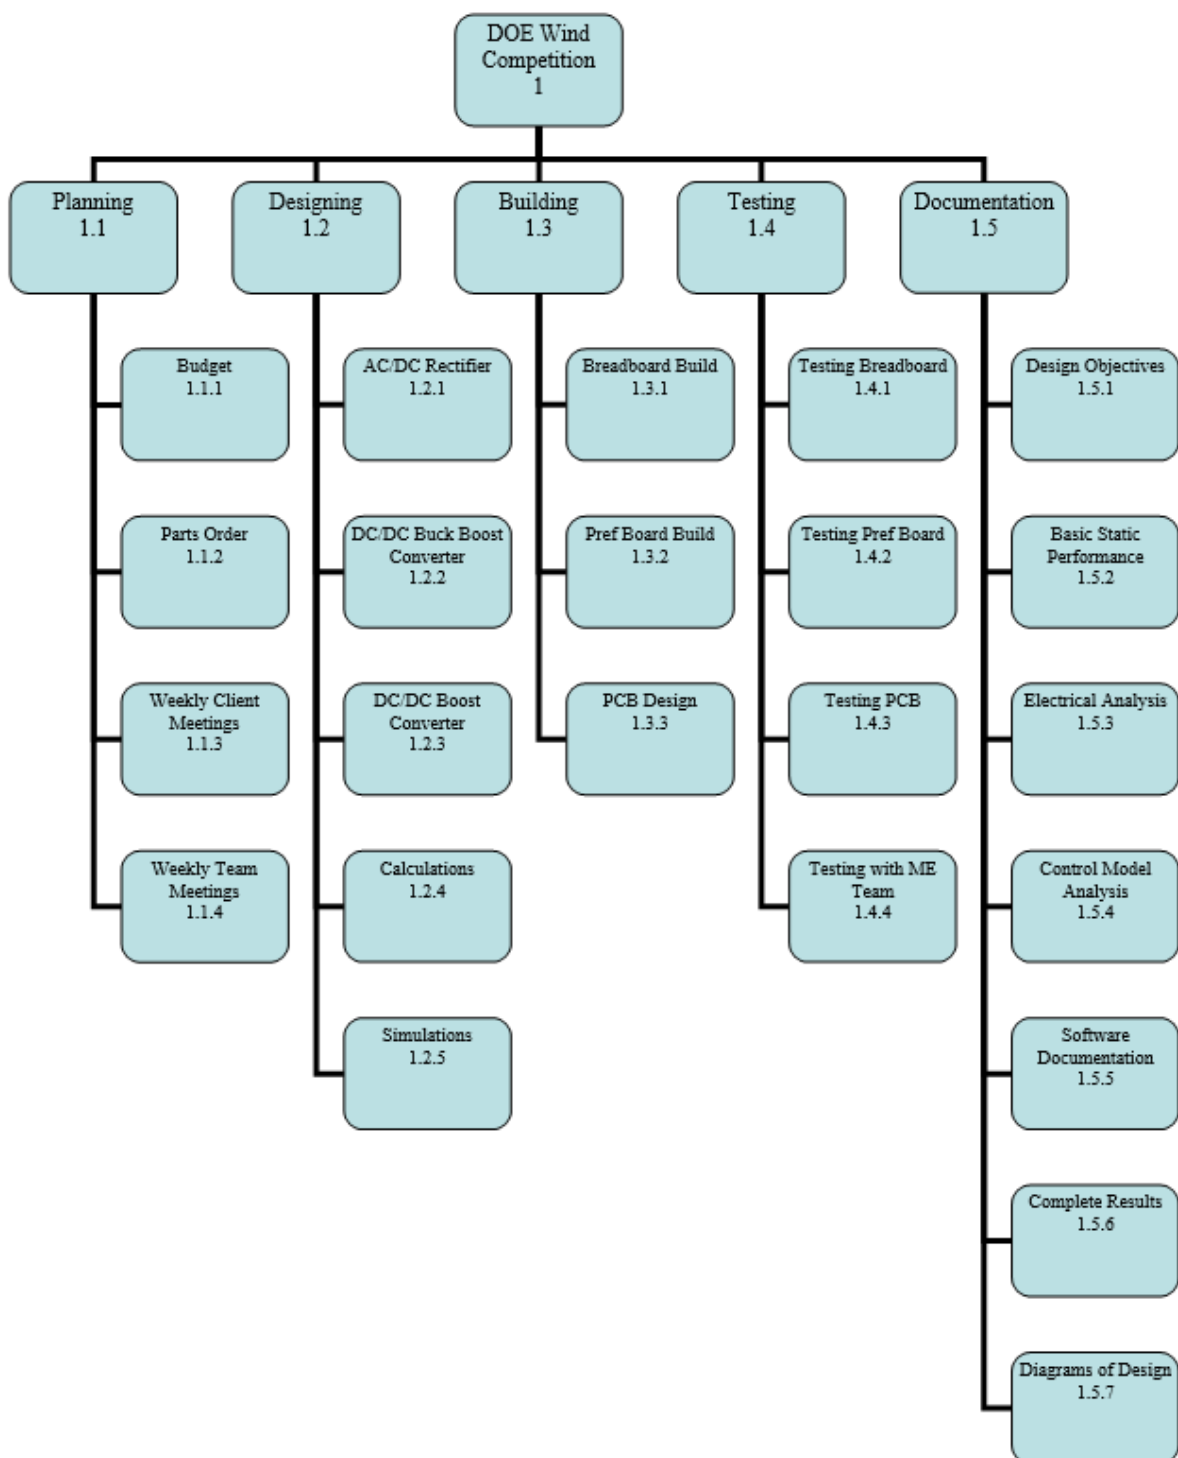 DOE Wind
Competition
1
Planning
1.1
Designing
1.2
Building
1.3
Testing
1.4
Documentation
1.5
Budget
1.1.1
AC/DC Rectifier
1.2.1
Breadboard Build
1.3.1
Testing Breadboard
1.4.1
Design Objectives
1.5.1
Parts Order
1.1.2
DC/DC Buck Boost
Converter
1.2.2
Pref Board Build
1.3.2
Testing Pref Board
1.4.2
Basic Static
Performance
1.5.2
Weekly Client
Meetings
1.1.3
DC/DC Boost
Converter
1.2.3
PCB Design
1.3.3
Testing PCB
1.4.3
Electrical Analysis
1.5.3
Weekly Team
Meetings
1.1.4
Calculations
1.2.4
Testing with ME
Team
1.4.4
Control Model
Analysis
1.5.4
Simulations
1.2.5
Software
Documentation
1.5.5
Complete Results
1.5.6
Diagrams of Design
1.5.7